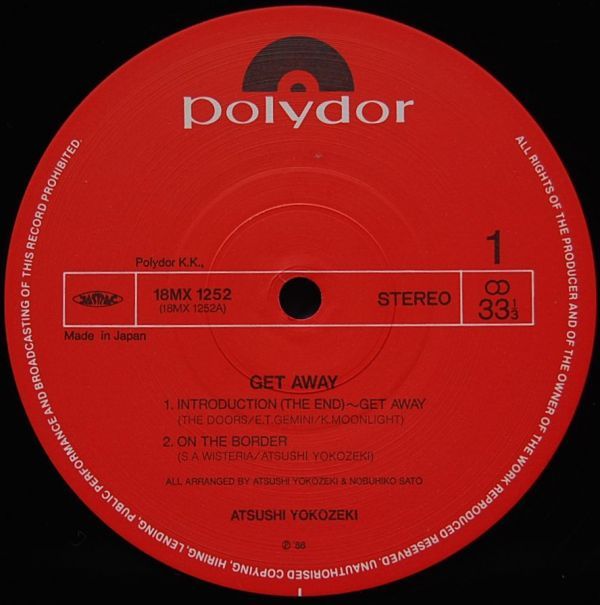 polydor
Polydor K.K.,
1
JASRAC
18MX 1252
(18MX 1252A)
STEREO
33 1/3
Made in Japan
GET AWAY
1. INTRODUCTION (THE END)~GET AWAY
(THE DOORS/E.T.GEMINI/K.MOONLIGHT)
2. ON THE BORDER
(S.A.WISTERIA/ATSUSHI YOKOZEKI)
ALL ARRANGED BY ATSUSHI YOKOZEKI & NOBUHIKO SATO
ATSUSHI YOKOZEKI
℗ '86
ALL RIGHTS OF THE PRODUCER AND OF THE OWNER OF THE WORK REPRODUCED RESERVED. UNAUTHORISED COPYING, HIRING, LENDING, PUBLIC PERFORMANCE AND BROADCASTING OF THIS RECORD PROHIBITED.